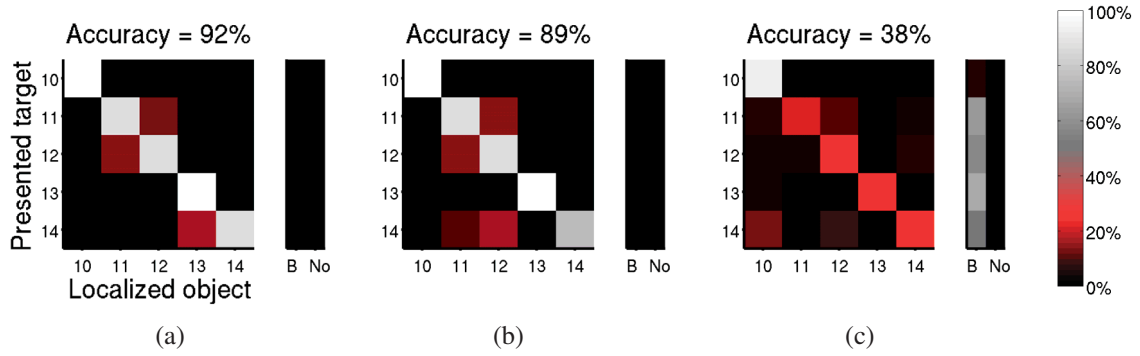 Accuracy = 92%
Accuracy = 89%
Accuracy = 38%
Presented target
10
11
12
13
14
10 11 12 13 14
B No
Localized object
10
11
12
13
14
10 11 12 13 14
B No
10
11
12
13
14
10 11 12 13 14
B No
100%
80%
60%
40%
20%
0%
(a)
(b)
(c)